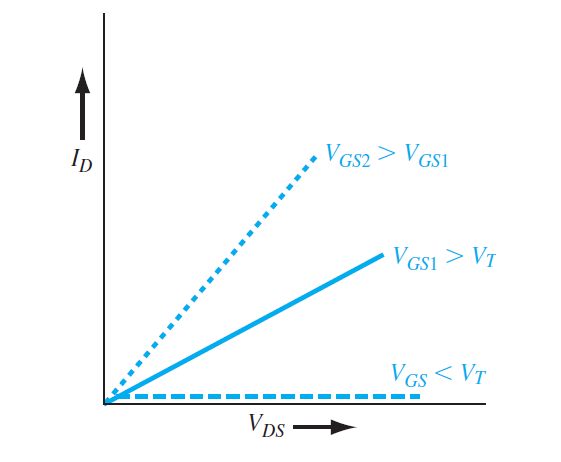 V_GS2 > V_GS1
I_D
V_GS1 > V_T
V_GS < V_T
V_DS